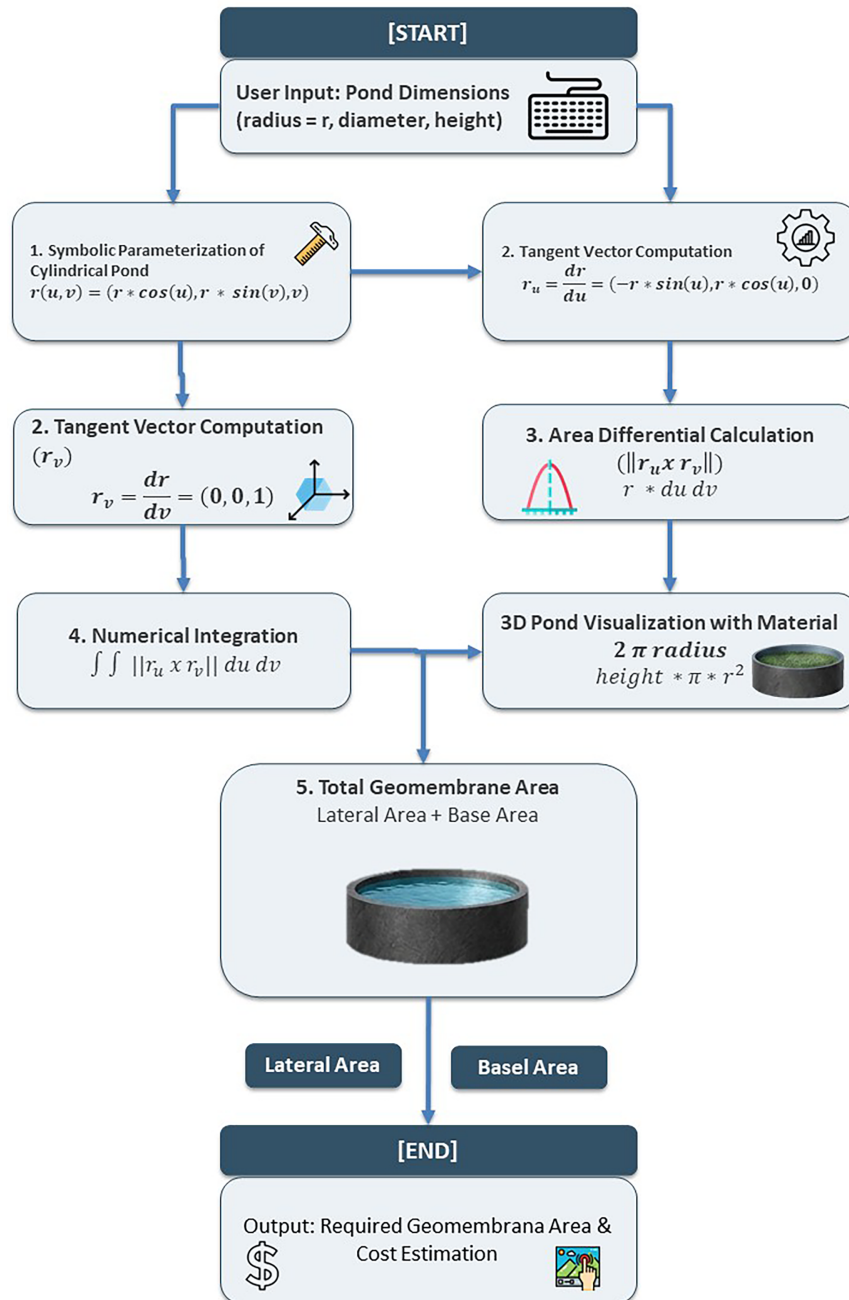 [START]
User Input: Pond Dimensions
(radius = r, diameter, height)
1. Symbolic Parameterization of
Cylindrical Pond
r(u, v) = (r * cos(u), r * sin(v), v)
2. Tangent Vector Computation
r_u = dr/du = (−r * sin(u), r * cos(u), 0)
2. Tangent Vector Computation
(r_v)
r_v = dr/dv = (0, 0, 1)
3. Area Differential Calculation
(||r_u x r_v||)
r * du dv
4. Numerical Integration
∫ ∫ ||r_u x r_v|| du dv
3D Pond Visualization with Material
2 π radius
height * π * r²
5. Total Geomembrane Area
Lateral Area + Base Area
Lateral Area
Basel Area
[END]
Output: Required Geomembrana Area &
Cost Estimation
$